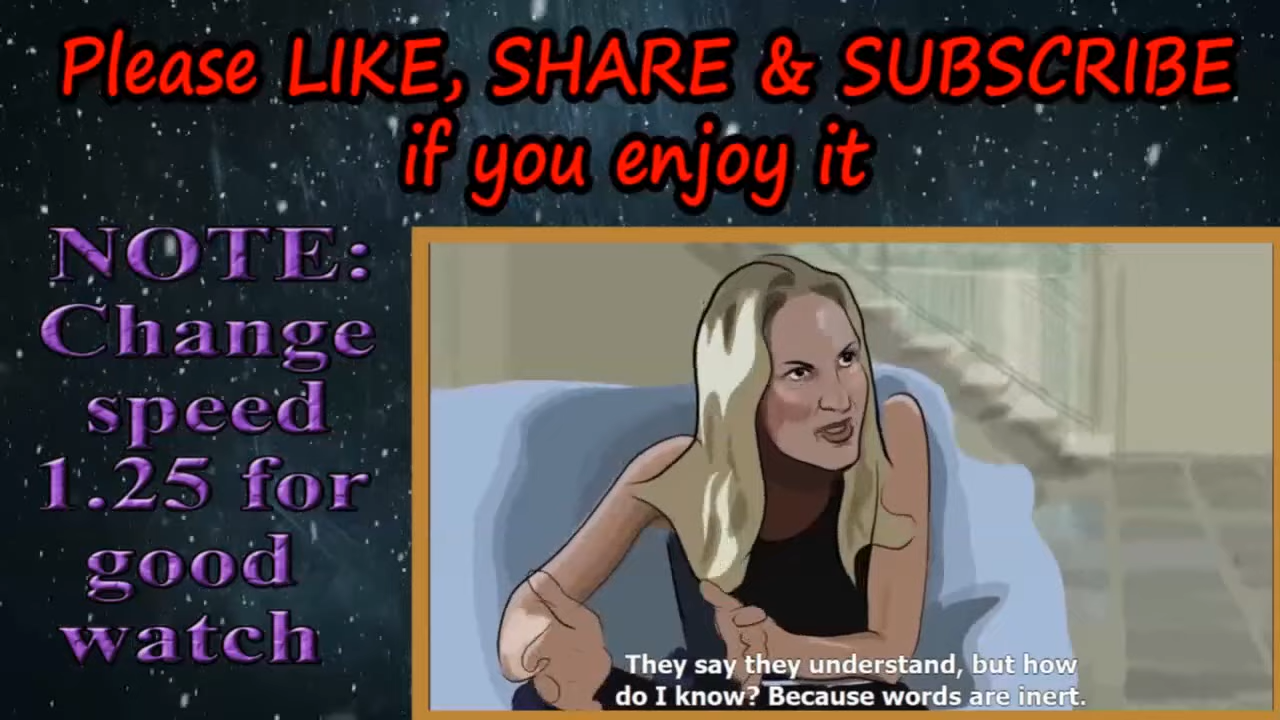 Please LIKE, SHARE & SUBSCRIBE
if you enjoy it
NOTE:
Change
speed
1.25 for
good
watch
They say they understand, but how
do I know? Because words are inert.